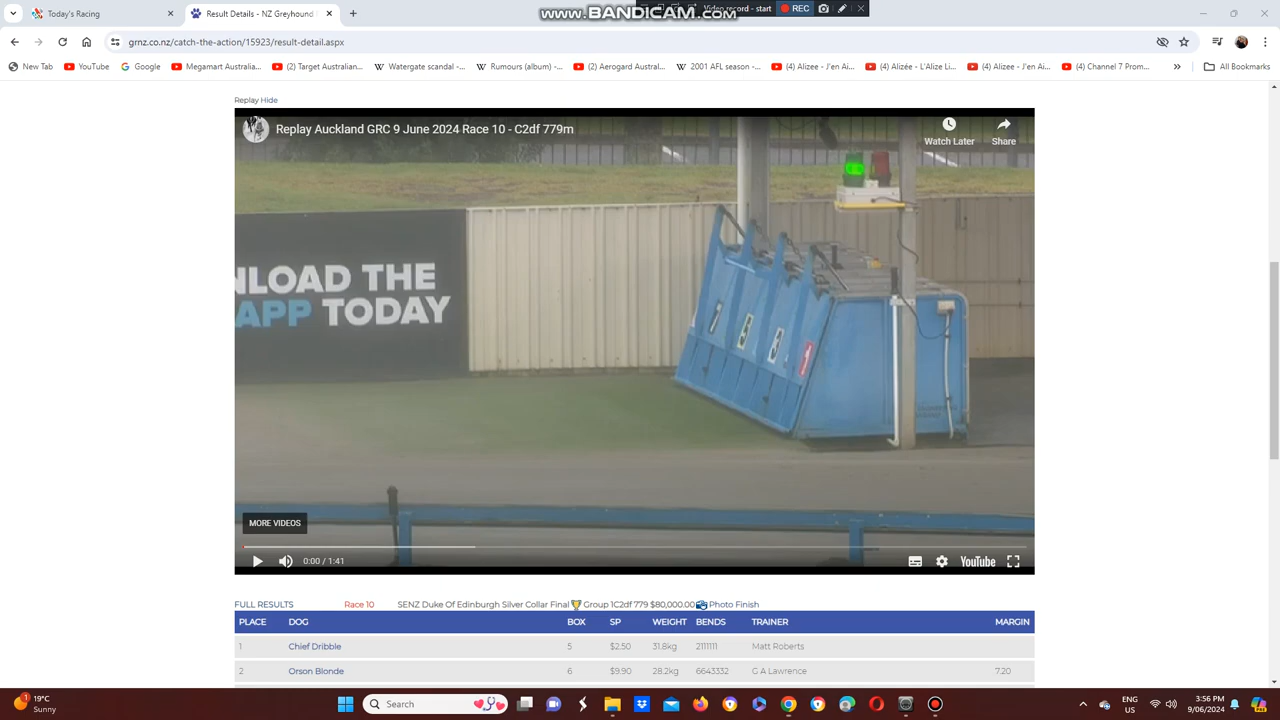 www.BANDICAM.com
Video record - start REC
Today's Racing
Result Details - NZ Greyhound
grnz.co.nz/catch-the-action/15923/result-detail.aspx
New Tab YouTube Google Megamart Australia... (2) Target Australian... Watergate scandal -... Rumours (album) -... (2) Aerogard Austral... 2001 AFL season -... (4) Alizee - J'en Ai... (4) Alizée - L'Alize Li... (4) Alizee - J'en Ai... (4) Channel 7 Prom... » All Bookmarks
Replay Hide
Replay Auckland GRC 9 June 2024 Race 10 - C2df 779m
Watch Later Share
NLOAD THE
APP TODAY
5 3 1
MORE VIDEOS
0:00 / 1:41 YouTube
FULL RESULTS Race 10 SENZ Duke Of Edinburgh Silver Collar Final Group 1C2df 779 $80,000.00 Photo Finish
PLACE DOG BOX SP WEIGHT BENDS TRAINER MARGIN
1 Chief Dribble 5 $2.50 31.8kg 2111111 Matt Roberts
2 Orson Blonde 6 $9.90 28.2kg 6643332 G A Lawrence 7.20
1 19°C
Sunny
Search
ENG
US
3:56 PM
9/06/2024